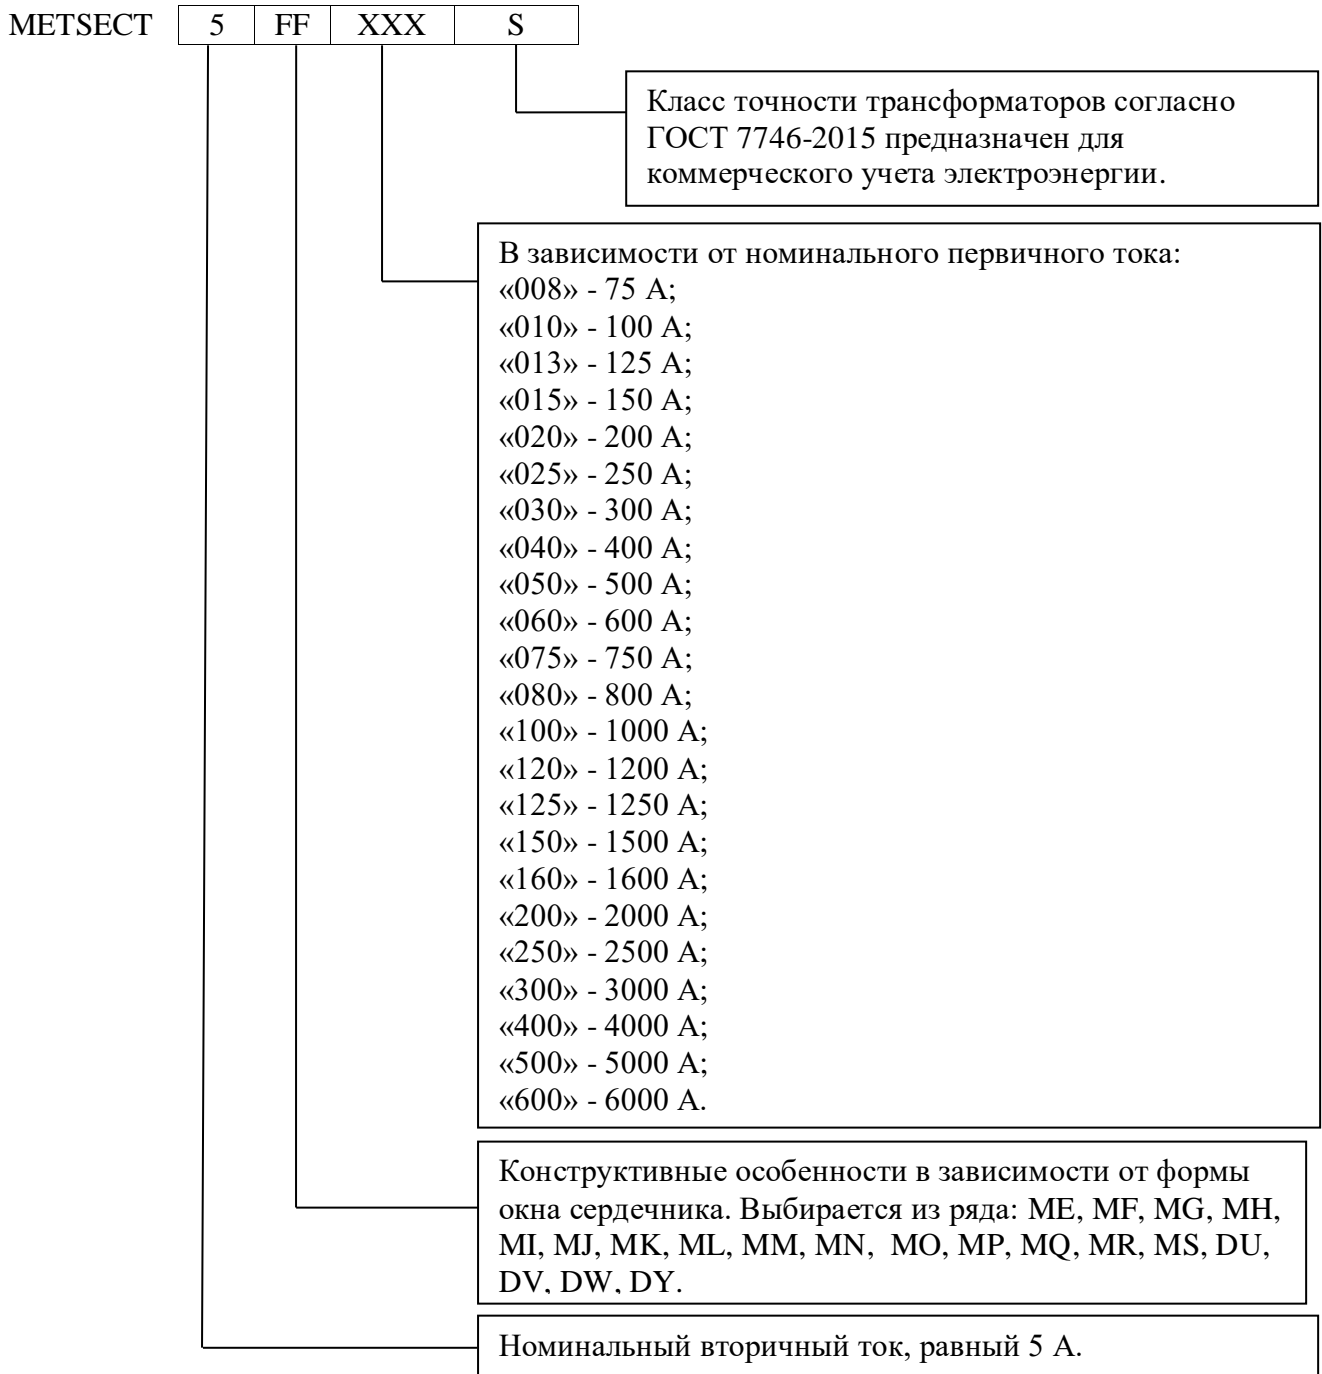 METSECT 5 FF XXX S
Класс точности трансформаторов согласно
ГОСТ 7746-2015 предназначен для
коммерческого учета электроэнергии.
В зависимости от номинального первичного тока:
«008» - 75 А;
«010» - 100 А;
«013» - 125 А;
«015» - 150 А;
«020» - 200 А;
«025» - 250 А;
«030» - 300 А;
«040» - 400 А;
«050» - 500 А;
«060» - 600 А;
«075» - 750 А;
«080» - 800 А;
«100» - 1000 А;
«120» - 1200 А;
«125» - 1250 А;
«150» - 1500 А;
«160» - 1600 А;
«200» - 2000 А;
«250» - 2500 А;
«300» - 3000 А;
«400» - 4000 А;
«500» - 5000 А;
«600» - 6000 А.
Конструктивные особенности в зависимости от формы
окна сердечника. Выбирается из ряда: ME, MF, MG, MH,
MI, MJ, MK, ML, MM, MN, MO, MP, MQ, MR, MS, DU,
DV, DW, DY.
Номинальный вторичный ток, равный 5 А.